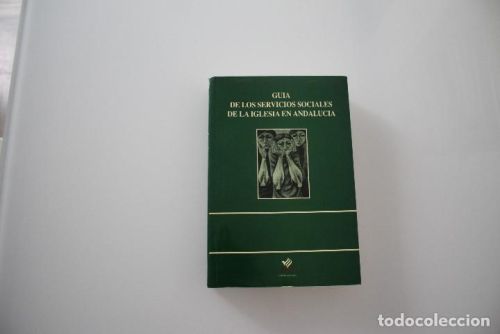 GUIA
DE LOS SERVICIOS SOCIALES
DE LA IGLESIA EN ANDALUCIA
todocoleccion